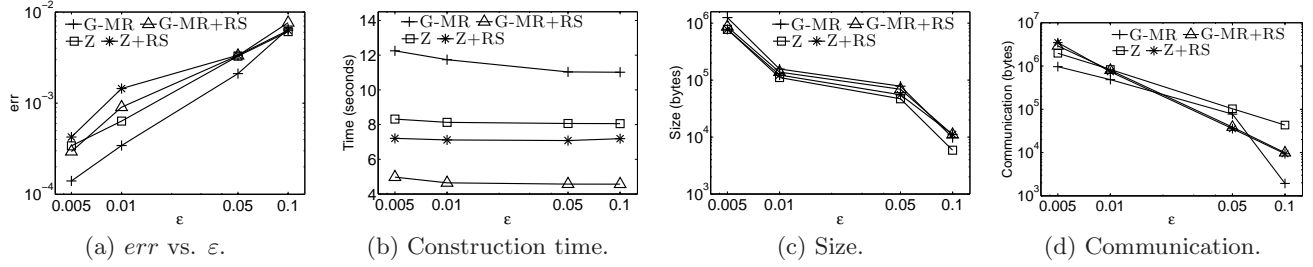 G-MR G-MR+RS
Z Z+RS
10^-2
10^-3
10^-4
err
0.005 0.01 0.05 0.1
ε
(a) err vs. ε.
G-MR G-MR+RS
Z Z+RS
14
12
10
8
6
4
Time (seconds)
0.005 0.01 0.05 0.1
ε
(b) Construction time.
G-MR G-MR+RS
Z Z+RS
10^6
10^5
10^4
10^3
Size (bytes)
0.005 0.01 0.05 0.1
ε
(c) Size.
G-MR G-MR+RS
Z Z+RS
10^7
10^6
10^5
10^4
10^3
Communication (bytes)
0.005 0.01 0.05 0.1
ε
(d) Communication.